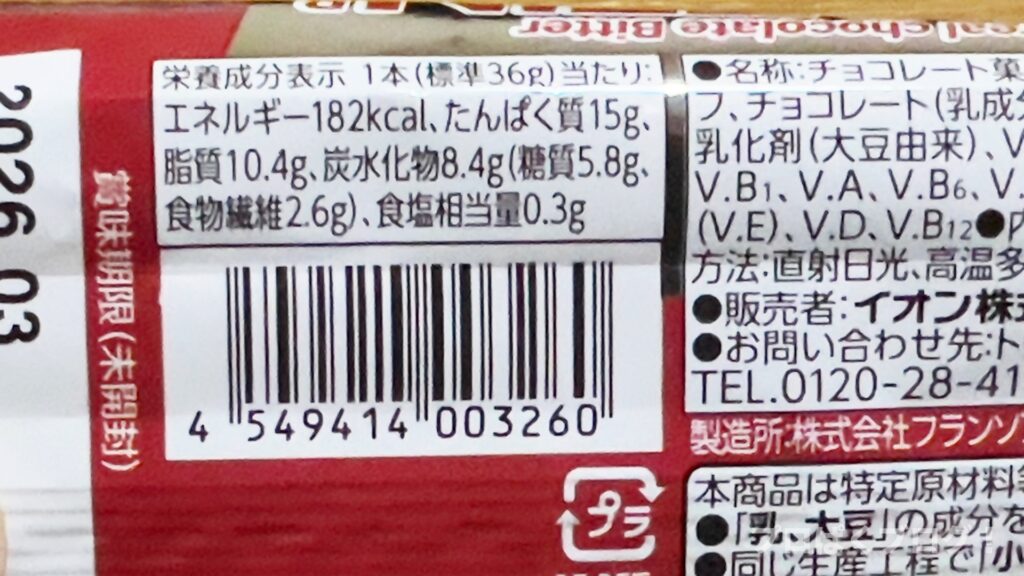 real chocolate Bitter
2026 03
賞味期限(未開封)
栄養成分表示 1本(標準36g)当たり:
エネルギー182kcal、たんぱく質15g、
脂質10.4g、炭水化物8.4g(糖質5.8g、
食物繊維2.6g)、食塩相当量0.3g
4 549414 003260
プラ
●名称:チョコレート菓
フ、チョコレート(乳成分
乳化剤(大豆由来)、V
V.B1、V.A、V.B6、V.
(V.E)、V.D、V.B12●内
方法:直射日光、高温多
●販売者:イオン株式
●お問い合わせ先:ト
TEL.0120-28-41
製造所:株式会社フランソ
本商品は特定原材料等
●「乳、大豆」の成分を
●同じ生産工程で「小